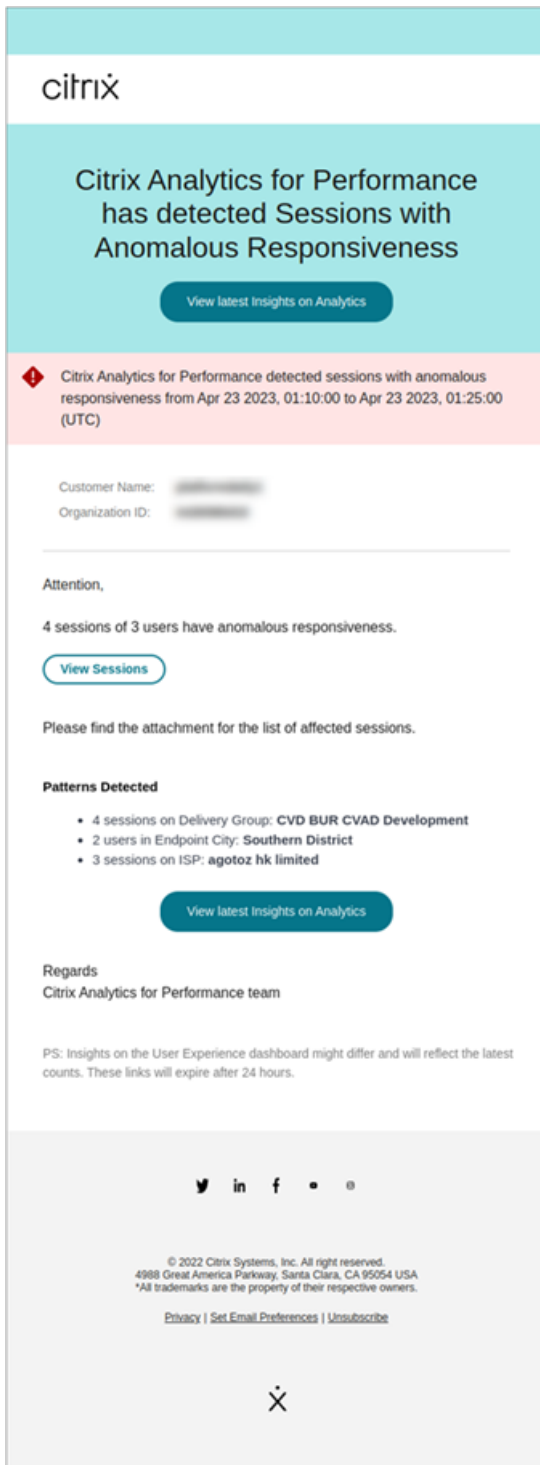 citrix
Citrix Analytics for Performance
has detected Sessions with
Anomalous Responsiveness
View latest Insights on Analytics
Citrix Analytics for Performance detected sessions with anomalous
responsiveness from Apr 23 2023, 01:10:00 to Apr 23 2023, 01:25:00
(UTC)
Customer Name:
Organization ID:
Attention,
4 sessions of 3 users have anomalous responsiveness.
View Sessions
Please find the attachment for the list of affected sessions.
Patterns Detected
• 4 sessions on Delivery Group: CVD BUR CVAD Development
• 2 users in Endpoint City: Southern District
• 3 sessions on ISP: agotoz hk limited
View latest Insights on Analytics
Regards
Citrix Analytics for Performance team
PS: Insights on the User Experience dashboard might differ and will reflect the latest
counts. These links will expire after 24 hours.
© 2022 Citrix Systems, Inc. All right reserved.
4988 Great America Parkway, Santa Clara, CA 95054 USA
*All trademarks are the property of their respective owners.
Privacy | Set Email Preferences | Unsubscribe